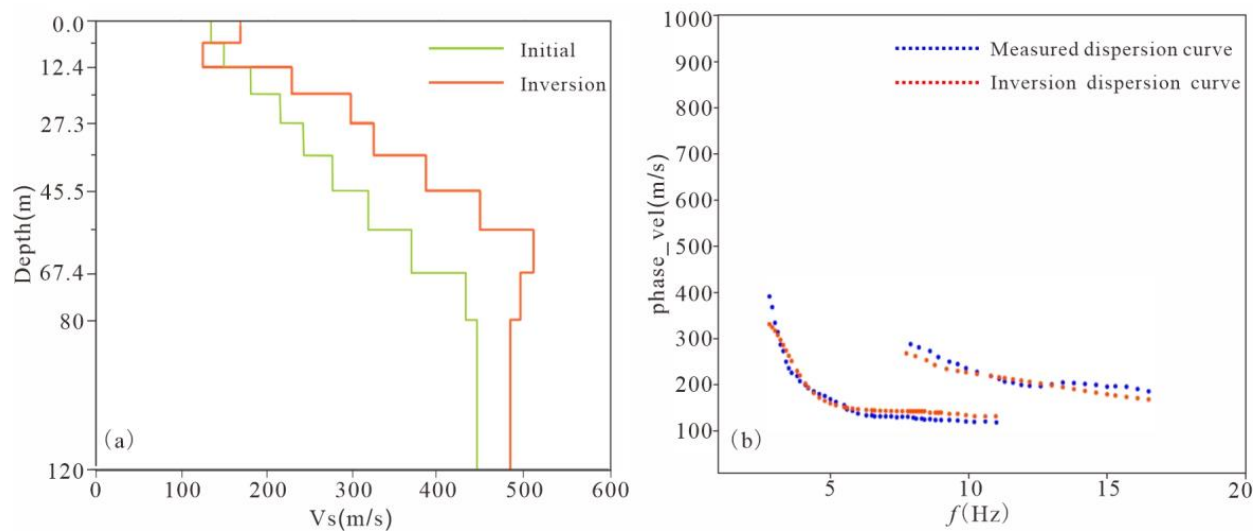 0.0
12.4
27.3
45.5
67.4
80
120
Depth(m)
Initial
Inversion
(a)
0 100 200 300 400 500 600
Vs(m/s)
1000
900
800
700
600
500
400
300
200
100
phase_vel(m/s)
Measured dispersion curve
Inversion dispersion curve
(b)
5 10 15 20
f(Hz)